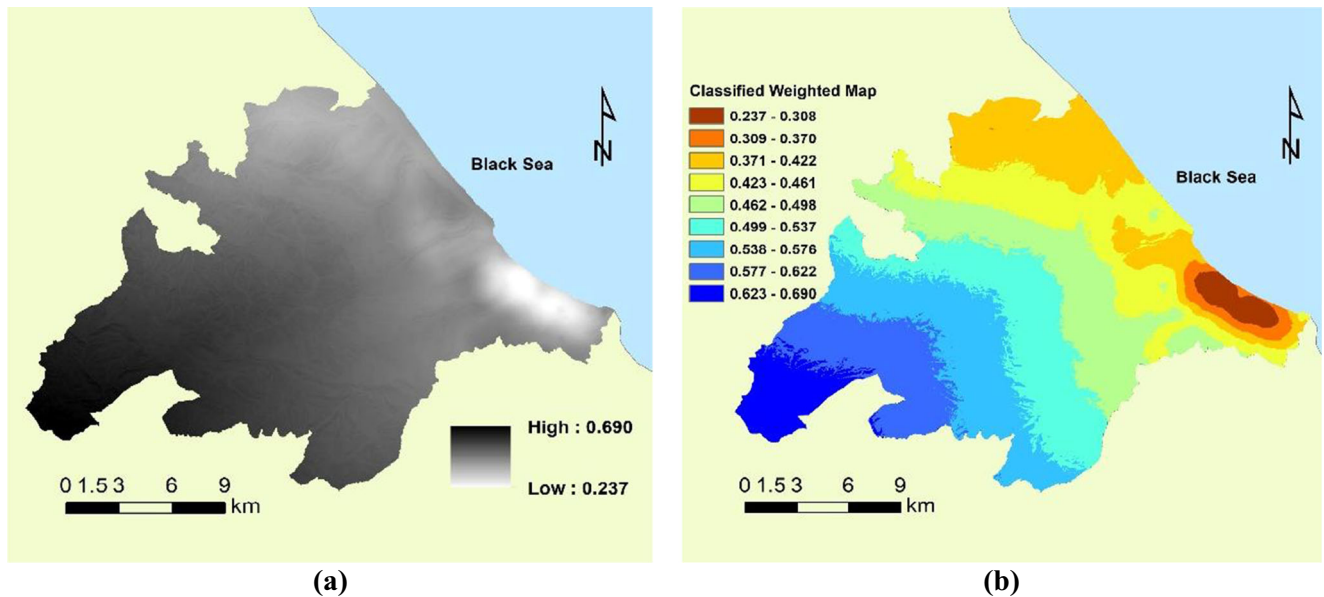 Black Sea
N
High : 0.690
Low : 0.237
0 1.5 3 6 9
km
(a)
Classified Weighted Map
0.237 - 0.308
0.309 - 0.370
0.371 - 0.422
0.423 - 0.461
0.462 - 0.498
0.499 - 0.537
0.538 - 0.576
0.577 - 0.622
0.623 - 0.690
Black Sea
N
0 1.5 3 6 9
km
(b)